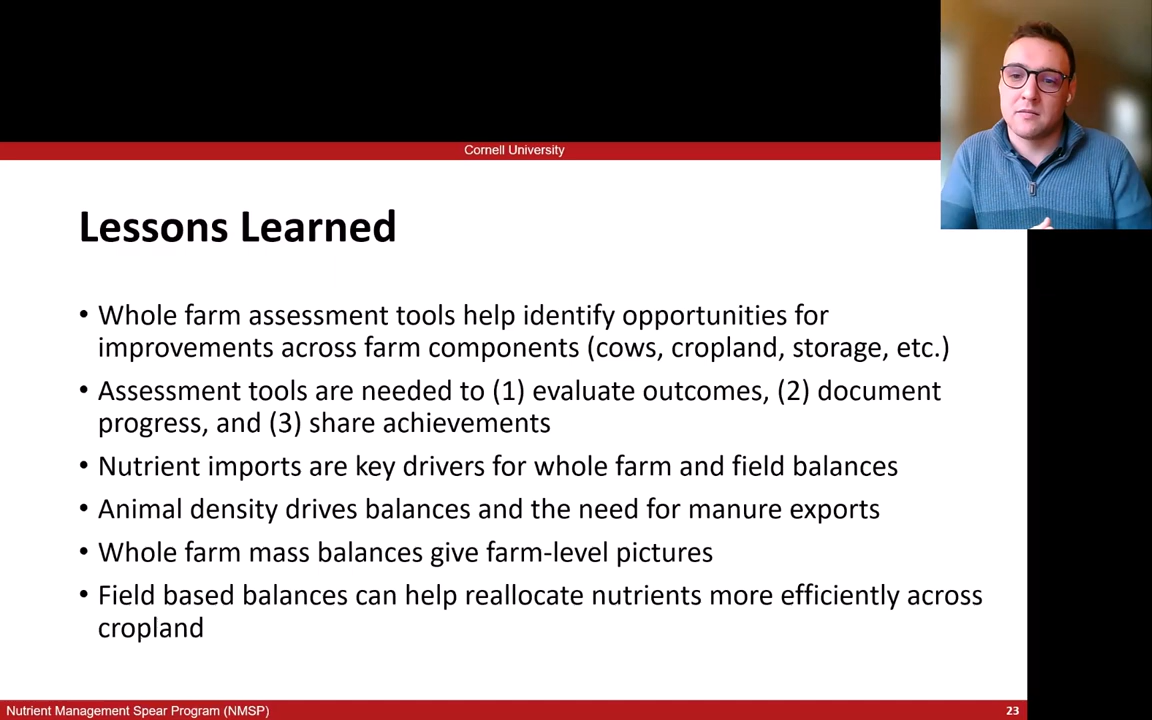 Cornell University
Lessons Learned
• Whole farm assessment tools help identify opportunities for
improvements across farm components (cows, cropland, storage, etc.)
• Assessment tools are needed to (1) evaluate outcomes, (2) document
progress, and (3) share achievements
• Nutrient imports are key drivers for whole farm and field balances
• Animal density drives balances and the need for manure exports
• Whole farm mass balances give farm-level pictures
• Field based balances can help reallocate nutrients more efficiently across
cropland
Nutrient Management Spear Program (NMSP)
23